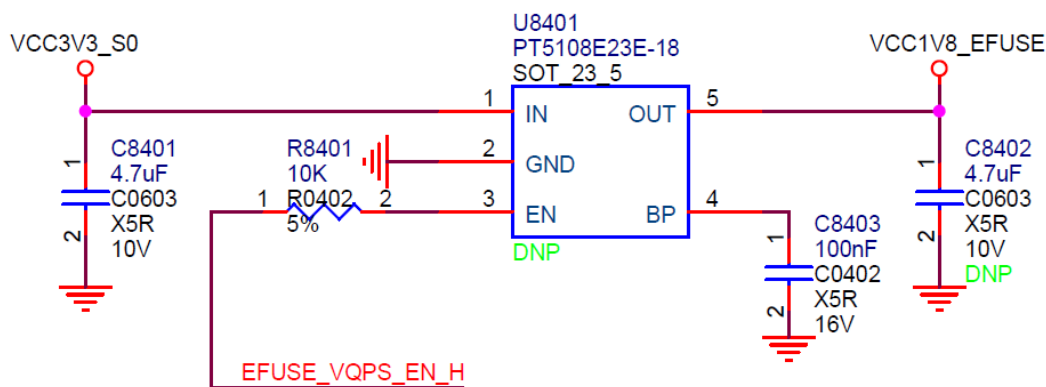 U8401
VCC3V3_S0
PT5108E23E-18
VCC1V8_EFUSE
SOT_23_5
1
IN
OUT
5
1
C8401
4.7uF
C0603
X5R
10V
2
R8401
10K
R0402
5%
1
2
2
GND
3
EN
BP
4
DNP
1
C8402
4.7uF
C0603
X5R
10V
DNP
2
1
C8403
100nF
C0402
X5R
16V
2
EFUSE_VQPS_EN_H